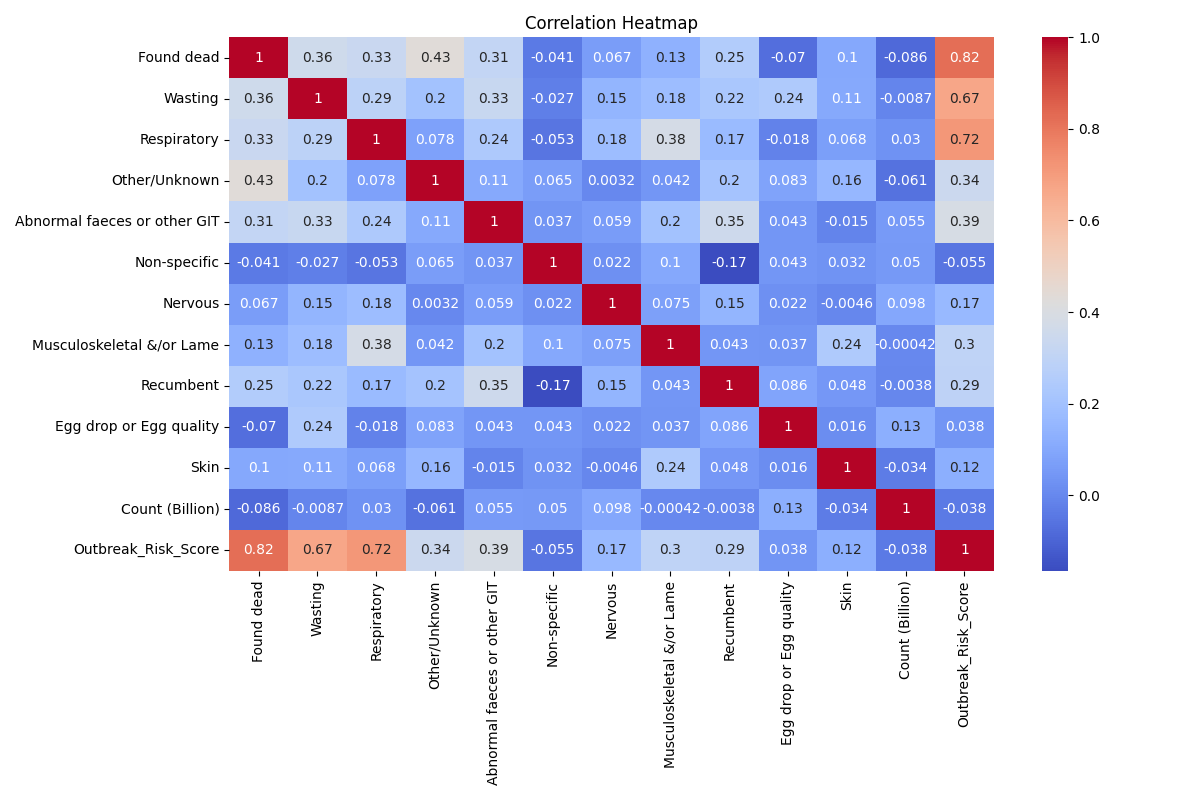 Correlation Heatmap
Found dead 1 0.36 0.33 0.43 0.31 -0.041 0.067 0.13 0.25 -0.07 0.1 -0.086 0.82
Wasting 0.36 1 0.29 0.2 0.33 -0.027 0.15 0.18 0.22 0.24 0.11 -0.0087 0.67
Respiratory 0.33 0.29 1 0.078 0.24 -0.053 0.18 0.38 0.17 -0.018 0.068 0.03 0.72
Other/Unknown 0.43 0.2 0.078 1 0.11 0.065 0.0032 0.042 0.2 0.083 0.16 -0.061 0.34
Abnormal faeces or other GIT 0.31 0.33 0.24 0.11 1 0.037 0.059 0.2 0.35 0.043 -0.015 0.055 0.39
Non-specific -0.041 -0.027 -0.053 0.065 0.037 1 0.022 0.1 -0.17 0.043 0.032 0.05 -0.055
Nervous 0.067 0.15 0.18 0.0032 0.059 0.022 1 0.075 0.15 0.022 -0.0046 0.098 0.17
Musculoskeletal &/or Lame 0.13 0.18 0.38 0.042 0.2 0.1 0.075 1 0.043 0.037 0.24 -0.00042 0.3
Recumbent 0.25 0.22 0.17 0.2 0.35 -0.17 0.15 0.043 1 0.086 0.048 -0.0038 0.29
Egg drop or Egg quality -0.07 0.24 -0.018 0.083 0.043 0.043 0.022 0.037 0.086 1 0.016 0.13 0.038
Skin 0.1 0.11 0.068 0.16 -0.015 0.032 -0.0046 0.24 0.048 0.016 1 -0.034 0.12
Count (Billion) -0.086 -0.0087 0.03 -0.061 0.055 0.05 0.098 -0.00042 -0.0038 0.13 -0.034 1 -0.038
Outbreak_Risk_Score 0.82 0.67 0.72 0.34 0.39 -0.055 0.17 0.3 0.29 0.038 0.12 -0.038 1
Found dead
Wasting
Respiratory
Other/Unknown
Abnormal faeces or other GIT
Non-specific
Nervous
Musculoskeletal &/or Lame
Recumbent
Egg drop or Egg quality
Skin
Count (Billion)
Outbreak_Risk_Score
1.0
0.8
0.6
0.4
0.2
0.0